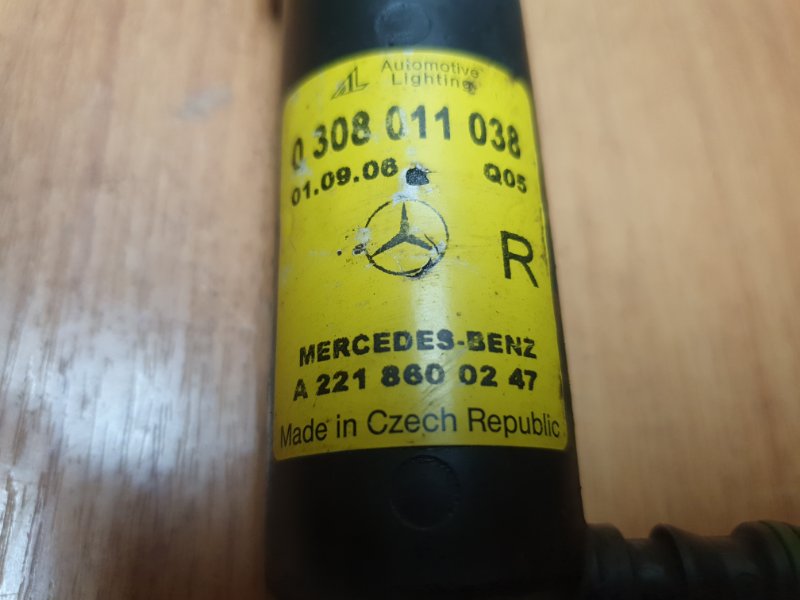 AL Automotive
Lighting
0 308 011 038
01.09.06 Q05
R
MERCEDES-BENZ
A 221 860 02 47
Made in Czech Republic